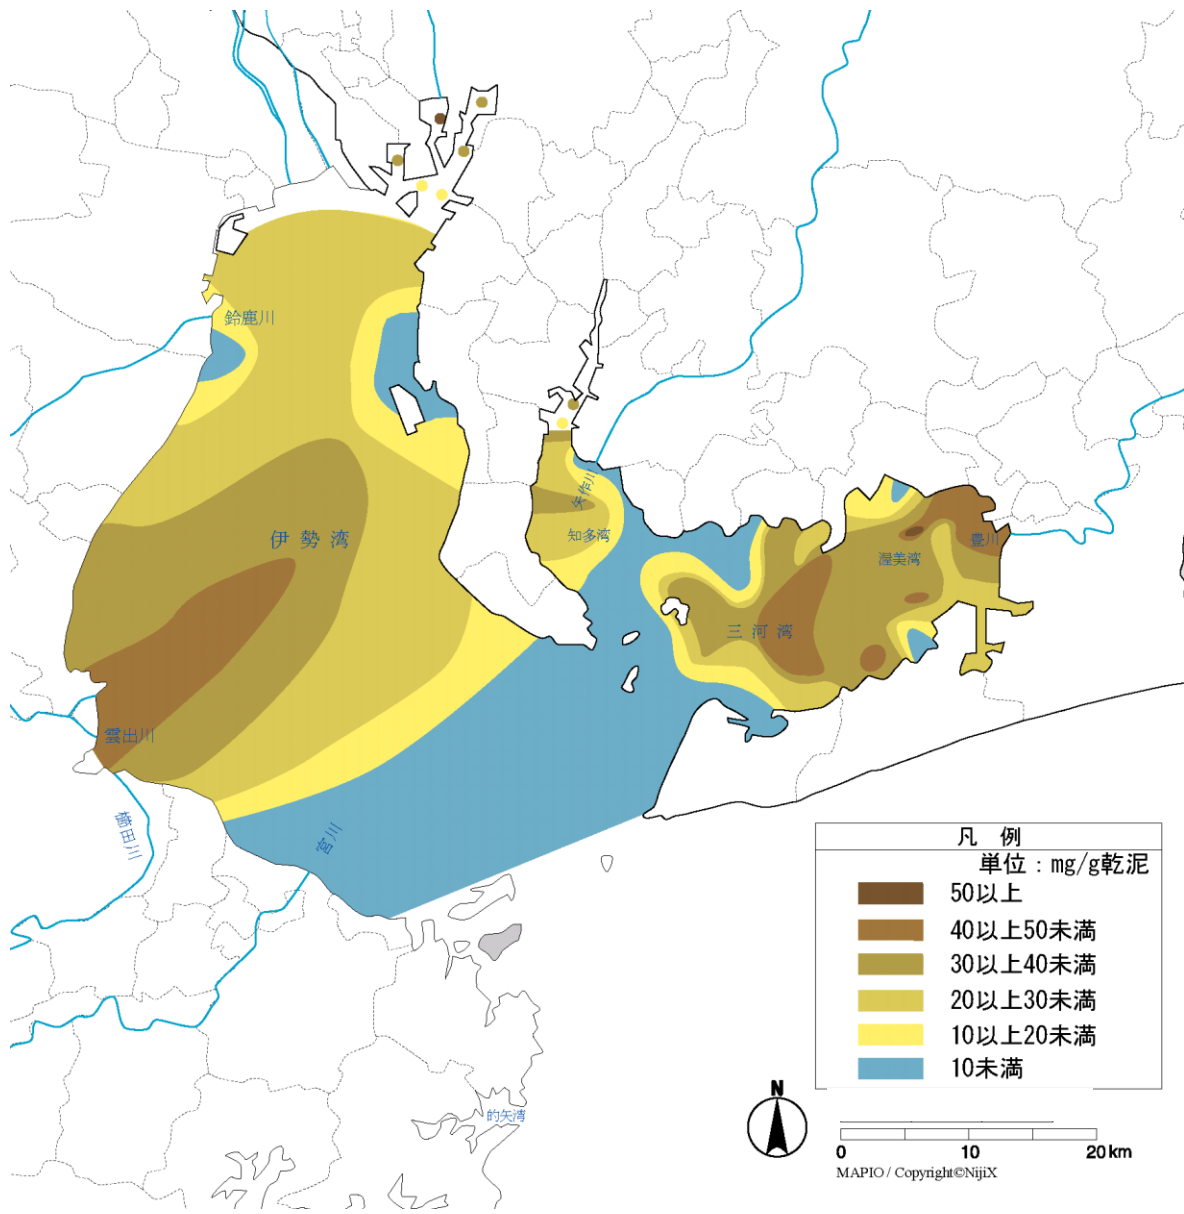 鈴鹿川
伊勢湾
矢作川
知多湾
渥美湾
豊川
三河湾
雲出川
櫛田川
宮川
的矢湾
凡 例
単位：mg/g乾泥
50以上
40以上50未満
30以上40未満
20以上30未満
10以上20未満
10未満
N
0 10 20km
MAPIO / Copyright©NijiX